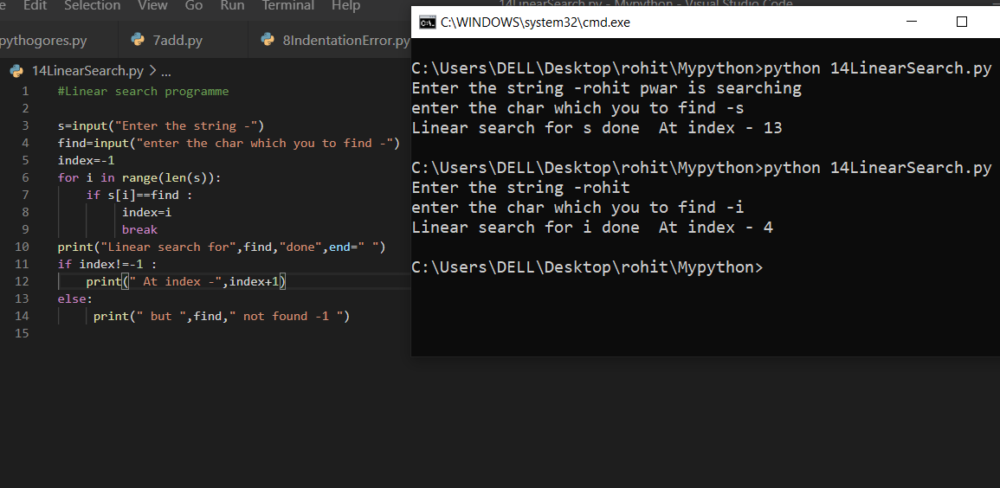 e Edit Selection View Go Run Terminal Help
14LinearSearch.py - Mypython - Visual Studio Code
pythogores.py 7add.py 8IndentationError.py
14LinearSearch.py > ...
1 #Linear search programme
2
3 s=input("Enter the string -")
4 find=input("enter the char which you to find -")
5 index=-1
6 for i in range(len(s)):
7 if s[i]==find :
8 index=i
9 break
10 print("Linear search for",find,"done",end=" ")
11 if index!=-1 :
12 print(" At index -",index+1)
13 else:
14 print(" but ",find," not found -1 ")
15
C:\WINDOWS\system32\cmd.exe
C:\Users\DELL\Desktop\rohit\Mypython>python 14LinearSearch.py
Enter the string -rohit pwar is searching
enter the char which you to find -s
Linear search for s done  At index - 13
C:\Users\DELL\Desktop\rohit\Mypython>python 14LinearSearch.py
Enter the string -rohit
enter the char which you to find -i
Linear search for i done  At index - 4
C:\Users\DELL\Desktop\rohit\Mypython>